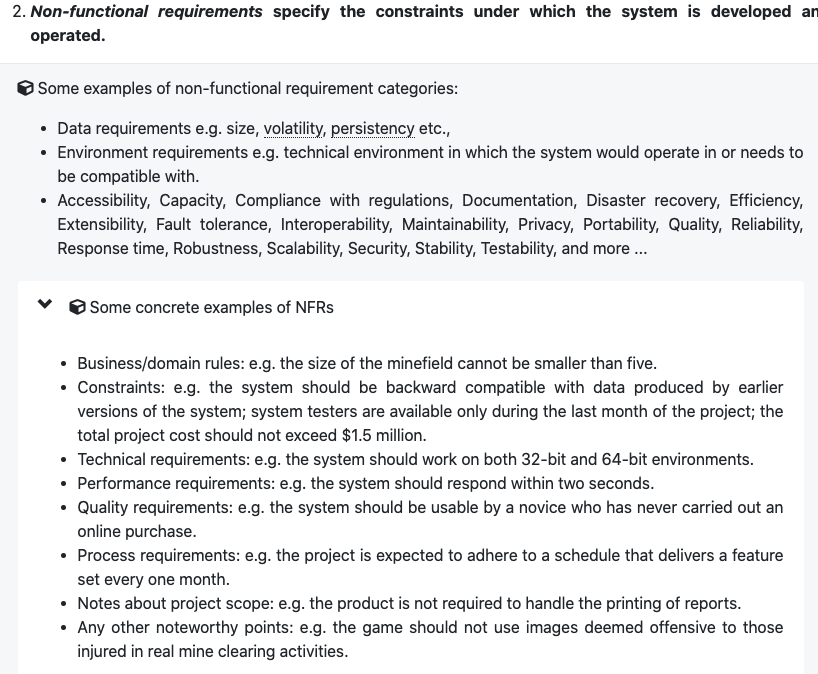 2. Non-functional requirements specify the constraints under which the system is developed an
operated.
Some examples of non-functional requirement categories:
• Data requirements e.g. size, volatility, persistency etc.,
• Environment requirements e.g. technical environment in which the system would operate in or needs to
be compatible with.
• Accessibility, Capacity, Compliance with regulations, Documentation, Disaster recovery, Efficiency,
Extensibility, Fault tolerance, Interoperability, Maintainability, Privacy, Portability, Quality, Reliability,
Response time, Robustness, Scalability, Security, Stability, Testability, and more ...
Some concrete examples of NFRs
• Business/domain rules: e.g. the size of the minefield cannot be smaller than five.
• Constraints: e.g. the system should be backward compatible with data produced by earlier
versions of the system; system testers are available only during the last month of the project; the
total project cost should not exceed $1.5 million.
• Technical requirements: e.g. the system should work on both 32-bit and 64-bit environments.
• Performance requirements: e.g. the system should respond within two seconds.
• Quality requirements: e.g. the system should be usable by a novice who has never carried out an
online purchase.
• Process requirements: e.g. the project is expected to adhere to a schedule that delivers a feature
set every one month.
• Notes about project scope: e.g. the product is not required to handle the printing of reports.
• Any other noteworthy points: e.g. the game should not use images deemed offensive to those
injured in real mine clearing activities.